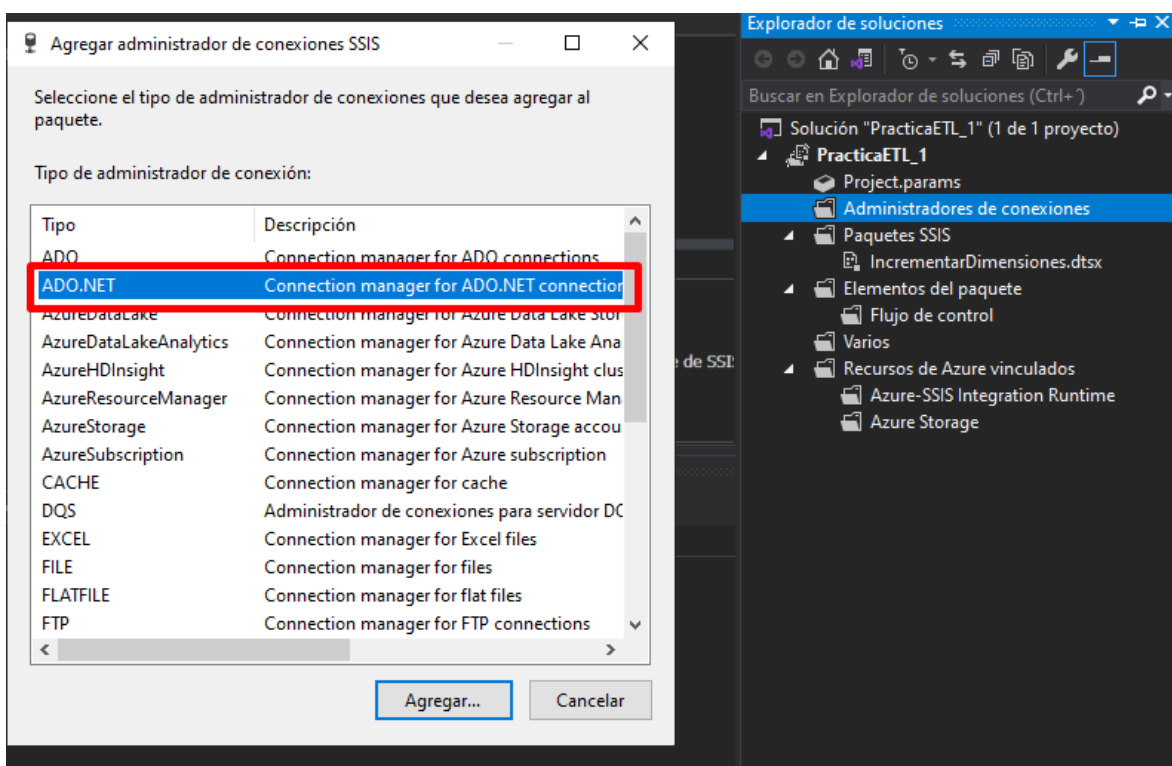 Agregar administrador de conexiones SSIS
Seleccione el tipo de administrador de conexiones que desea agregar al
paquete.
Tipo de administrador de conexión:
Tipo Descripción
ADO Connection manager for ADO connections
ADO.NET Connection manager for ADO.NET connection
AzureDataLake Connection manager for Azure Data Lake Stor
AzureDataLakeAnalytics Connection manager for Azure Data Lake Ana
AzureHDInsight Connection manager for Azure HDInsight clus
AzureResourceManager Connection manager for Azure Resource Man
AzureStorage Connection manager for Azure Storage accou
AzureSubscription Connection manager for Azure subscription
CACHE Connection manager for cache
DQS Administrador de conexiones para servidor DQ
EXCEL Connection manager for Excel files
FILE Connection manager for files
FLATFILE Connection manager for flat files
FTP Connection manager for FTP connections
Agregar... Cancelar
de SSIS
Explorador de soluciones
Buscar en Explorador de soluciones (Ctrl+´)
Solución "PracticaETL_1" (1 de 1 proyecto)
PracticaETL_1
Project.params
Administradores de conexiones
Paquetes SSIS
IncrementarDimensiones.dtsx
Elementos del paquete
Flujo de control
Varios
Recursos de Azure vinculados
Azure-SSIS Integration Runtime
Azure Storage